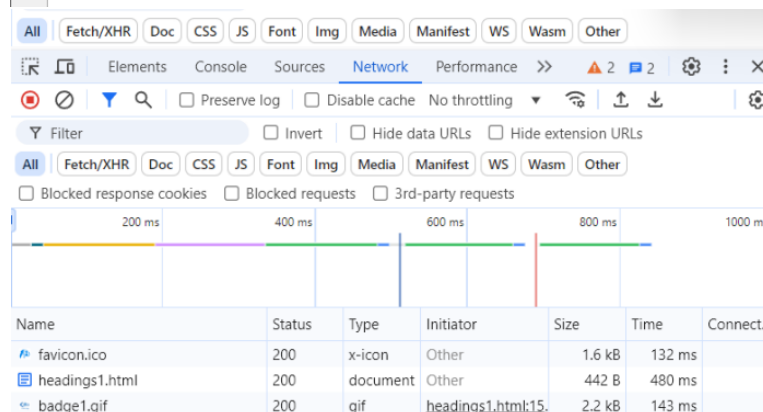 All Fetch/XHR Doc CSS JS Font Img Media Manifest WS Wasm Other
Elements Console Sources Network Performance 2 2
Preserve log Disable cache No throttling
Filter Invert Hide data URLs Hide extension URLs
All Fetch/XHR Doc CSS JS Font Img Media Manifest WS Wasm Other
Blocked response cookies Blocked requests 3rd-party requests
200 ms 400 ms 600 ms 800 ms 1000 m
Name Status Type Initiator Size Time Connect.
favicon.ico 200 x-icon Other 1.6 kB 132 ms
headings1.html 200 document Other 442 B 480 ms
badge1.gif 200 gif headings1.html:15. 2.2 kB 143 ms